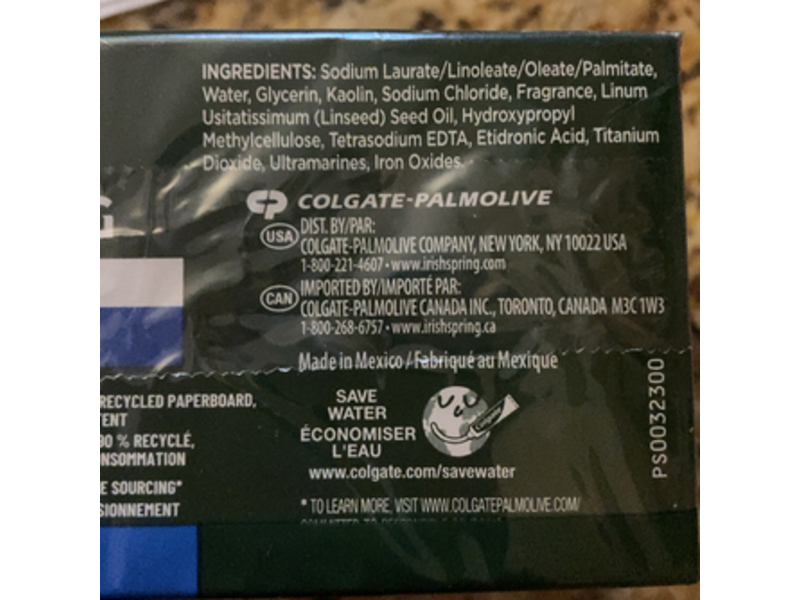 INGREDIENTS: Sodium Laurate/Linoleate/Oleate/Palmitate,
Water, Glycerin, Kaolin, Sodium Chloride, Fragrance, Linum
Usitatissimum (Linseed) Seed Oil, Hydroxypropyl
Methylcellulose, Tetrasodium EDTA, Etidronic Acid, Titanium
Dioxide, Ultramarines, Iron Oxides.
G
CP COLGATE-PALMOLIVE
USA DIST. BY/PAR:
COLGATE-PALMOLIVE COMPANY, NEW YORK, NY 10022 USA
1-800-221-4607 • www.irishspring.com
CAN IMPORTED BY/IMPORTÉ PAR:
COLGATE-PALMOLIVE CANADA INC., TORONTO, CANADA M3C 1W3
1-800-268-6757 • www.irishspring.ca
Made in Mexico / Fabriqué au Mexique
RECYCLED PAPERBOARD,
TENT
90 % RECYCLÉ,
NSOMMATION
E SOURCING*
SIONNEMENT
SAVE
WATER
ÉCONOMISER
L'EAU
Colgate
www.colgate.com/savewater
* TO LEARN MORE, VISIT WWW.COLGATEPALMOLIVE.COM/
PS0032300